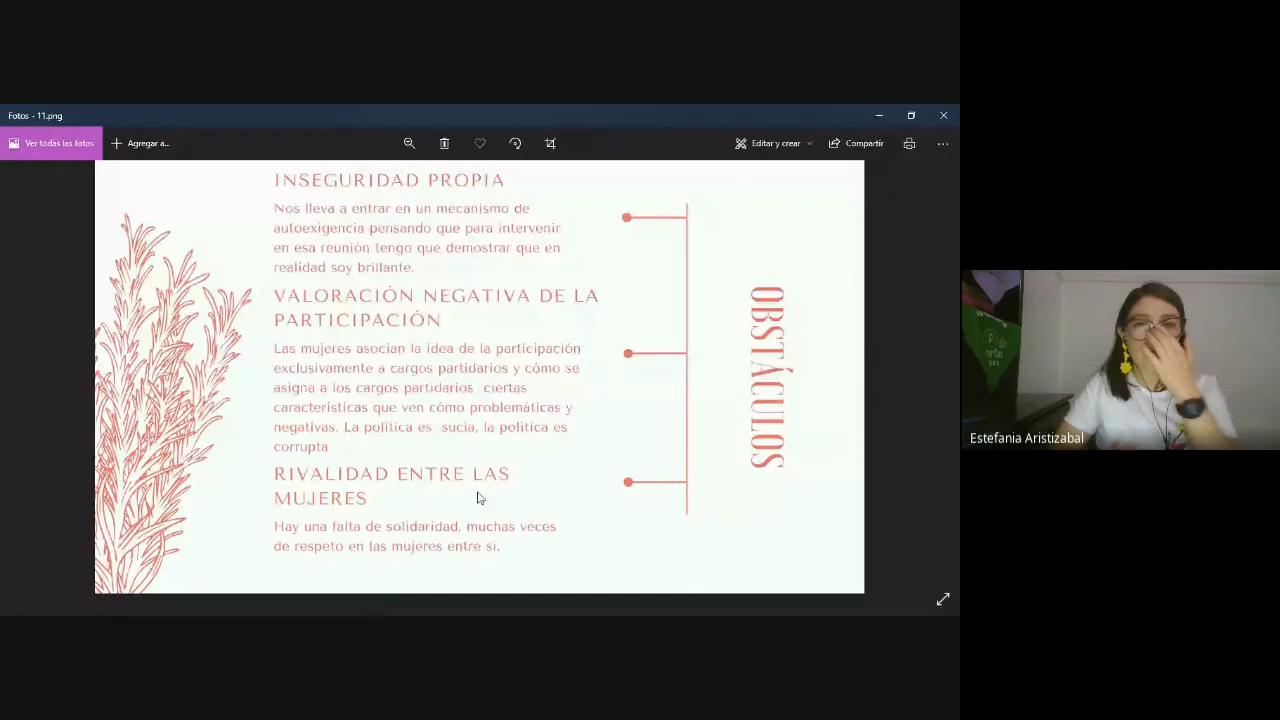 Fotos - 11.png
Ver todas las fotos
Agregar a...
Editar y crear
Compartir
INSEGURIDAD PROPIA
Nos lleva a entrar en un mecanismo de
autoexigencia pensando que para intervenir
en esa reunión tengo que demostrar que en
realidad soy brillante.
VALORACIÓN NEGATIVA DE LA
PARTICIPACIÓN
Las mujeres asocian la idea de la participación
exclusivamente a cargos partidarios y cómo se
asigna a los cargos partidarios ciertas
características que ven cómo problemáticas y
negativas. La política es sucia, la política es
corrupta
RIVALIDAD ENTRE LAS
MUJERES
Hay una falta de solidaridad, muchas veces
de respeto en las mujeres entre si.
OBSTÁCULOS
Estefania Aristizabal